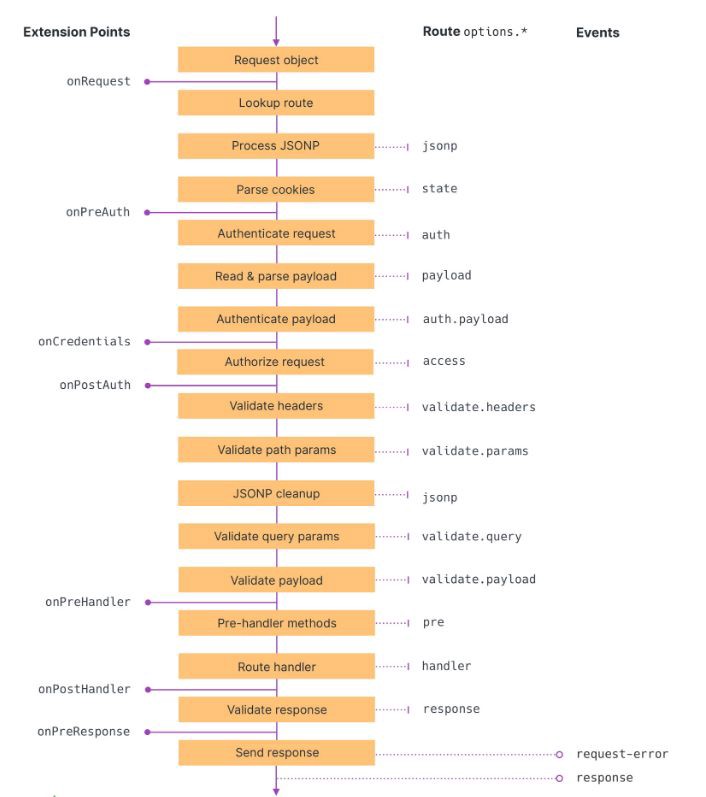 Extension Points Route options.* Events
Request object
onRequest
Lookup route
Process JSONP jsonp
Parse cookies state
onPreAuth
Authenticate request auth
Read & parse payload payload
Authenticate payload auth.payload
onCredentials
Authorize request access
onPostAuth
Validate headers validate.headers
Validate path params validate.params
JSONP cleanup jsonp
Validate query params validate.query
Validate payload validate.payload
onPreHandler
Pre-handler methods pre
Route handler handler
onPostHandler
Validate response response
onPreResponse
Send response request-error
response